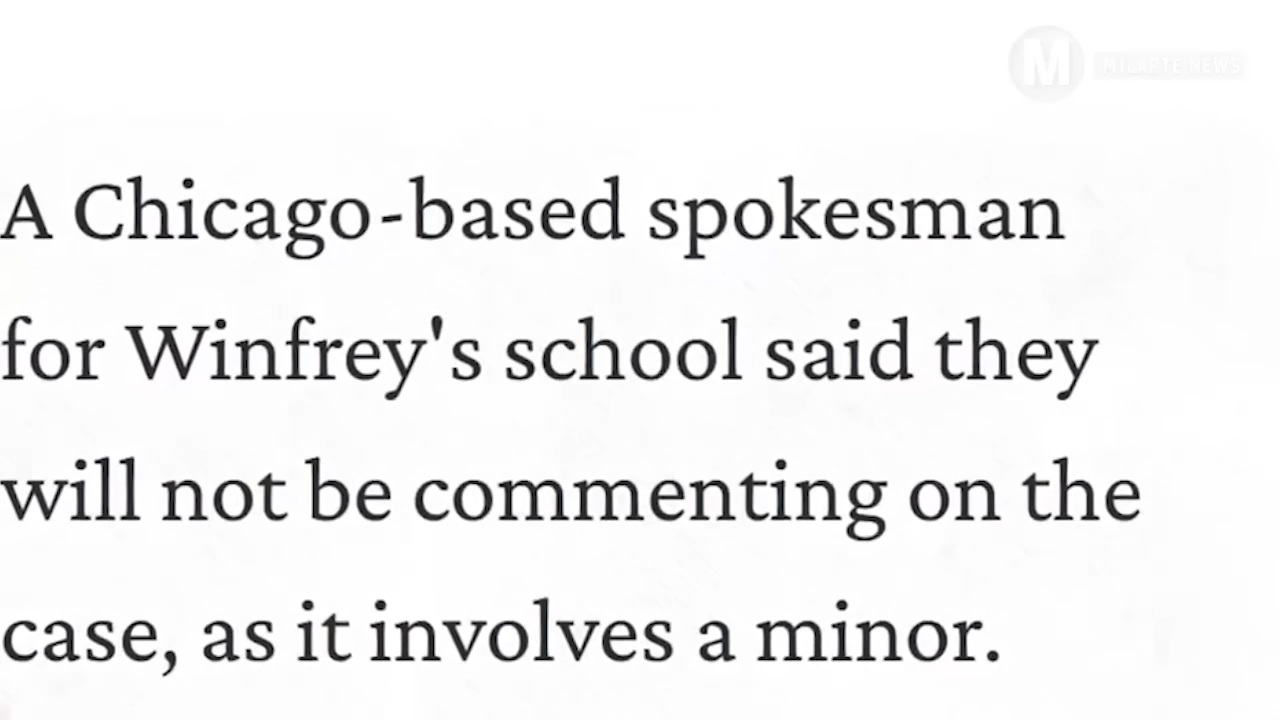 M
A Chicago-based spokesman
for Winfrey's school said they
will not be commenting on the
case, as it involves a minor.